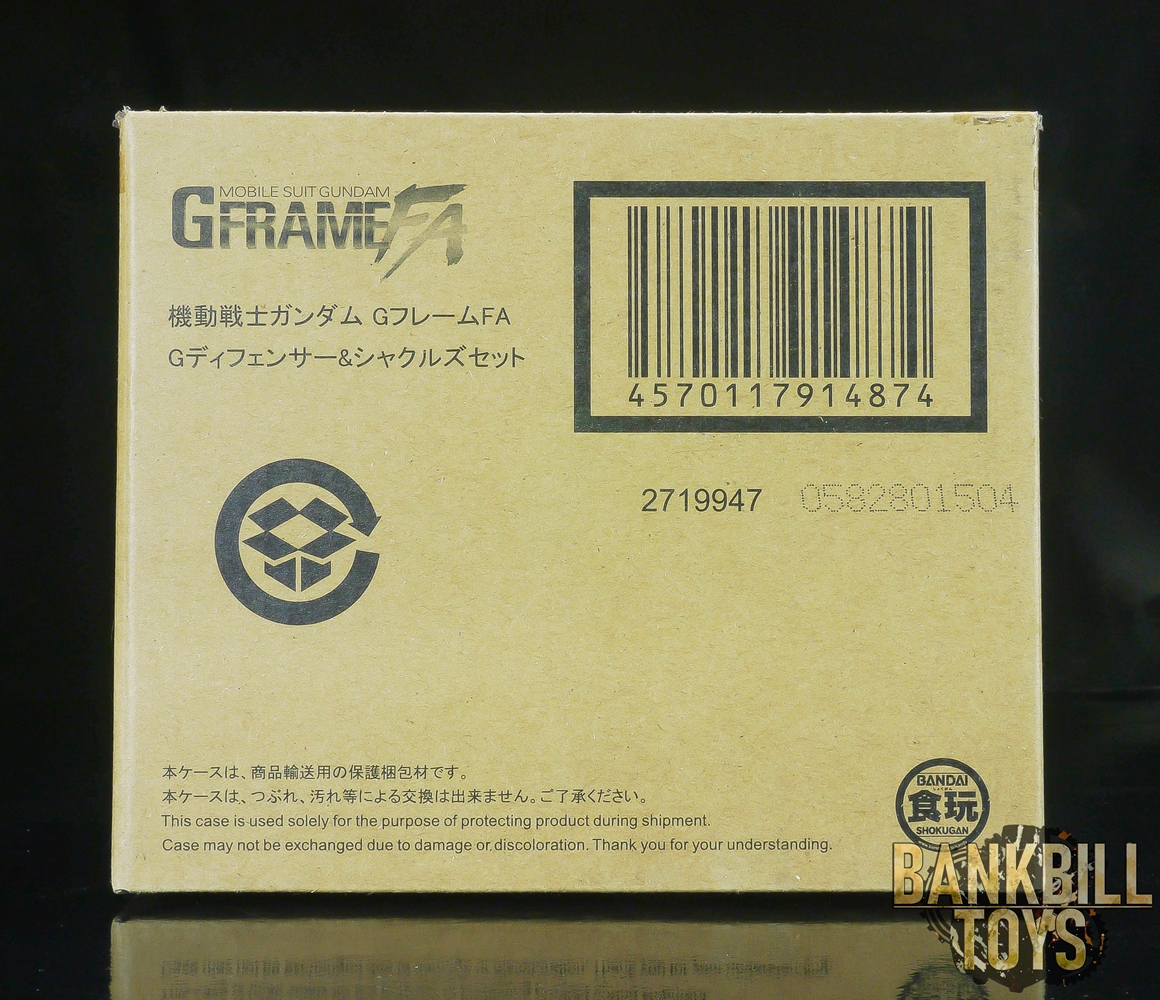 MOBILE SUIT GUNDAM
GFRAMEFA
機動戦士ガンダム GフレームFA
Gディフェンサー&シャクルズセット
4570117914874
2719947 0582801504
本ケースは、商品輸送用の保護梱包材です。
本ケースは、つぶれ、汚れ等による交換は出来ません。ご了承ください。
This case is used solely for the purpose of protecting product during shipment.
Case may not be exchanged due to damage or discoloration. Thank you for your understanding.
BANDAI
しょくがん
食玩
SHOKUGAN
BANKBILL
TOYS